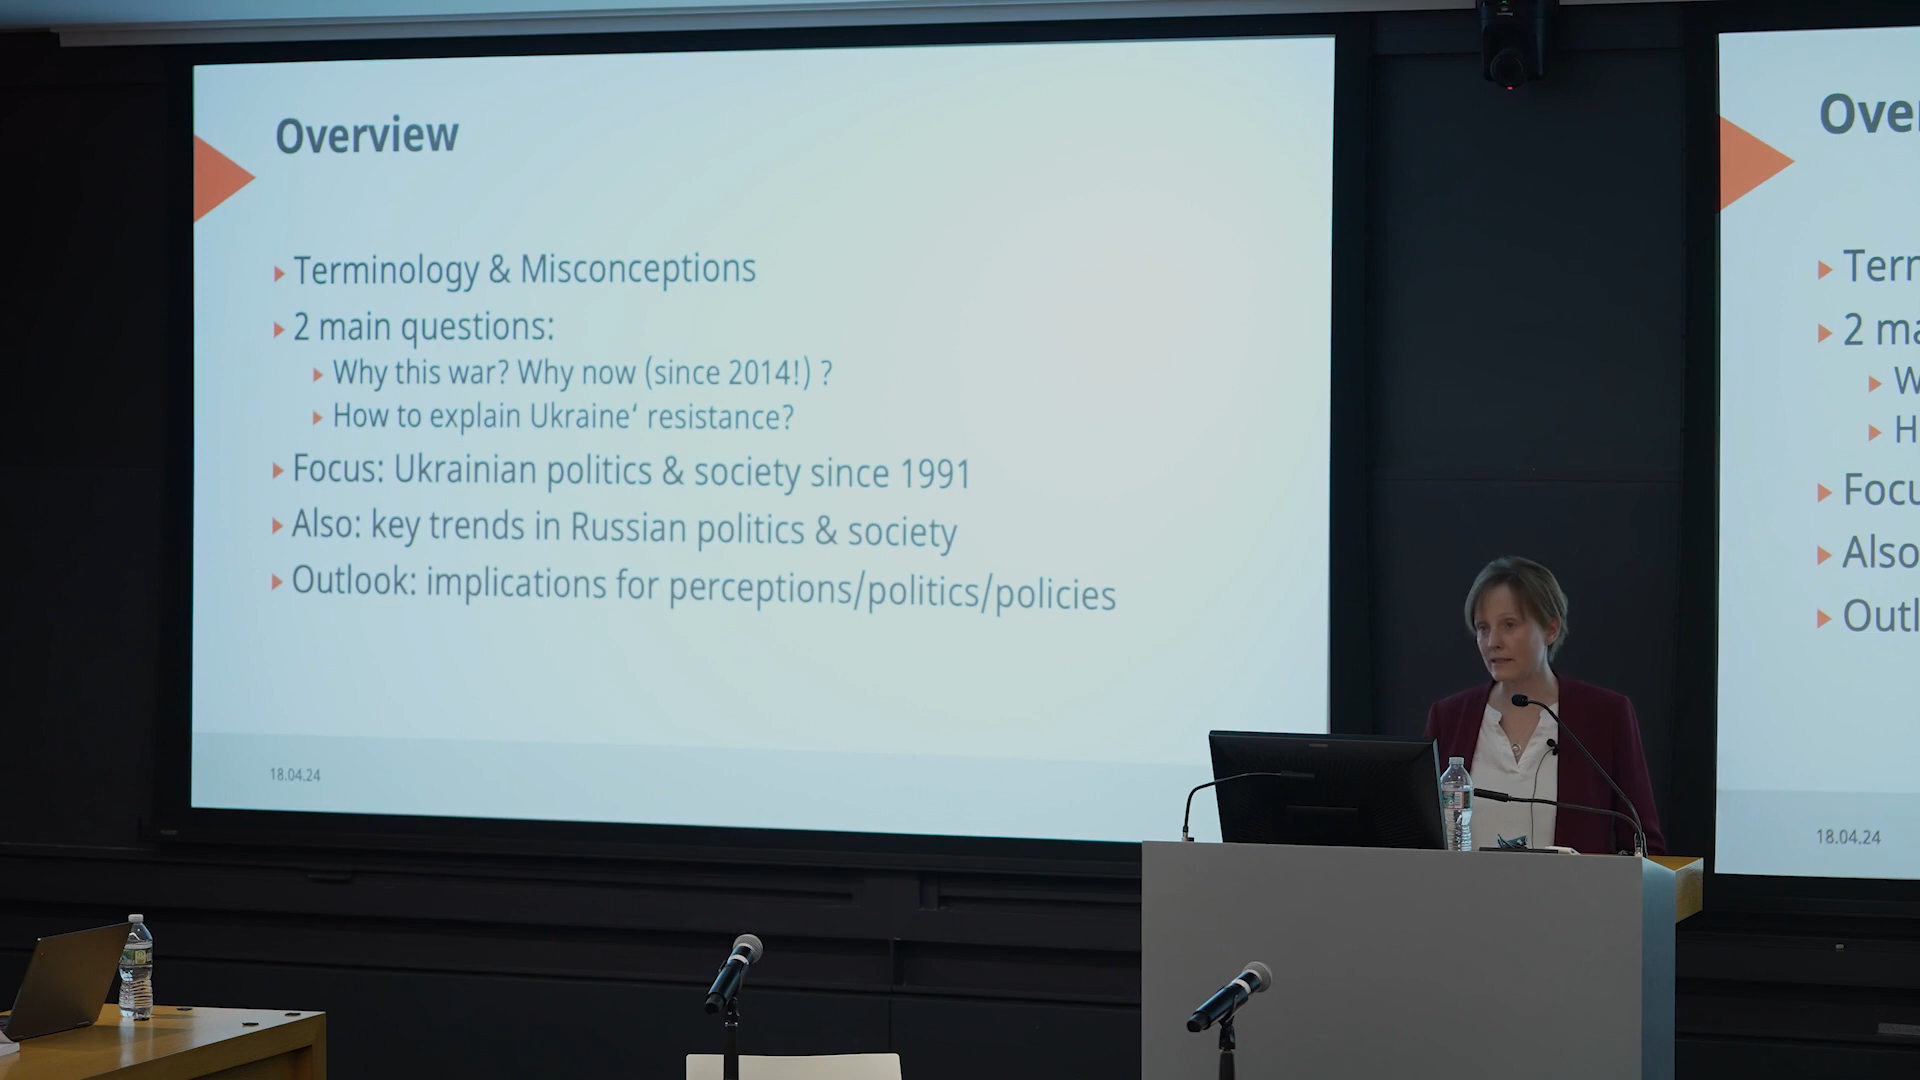 Overview
Terminology & Misconceptions
2 main questions:
Why this war? Why now (since 2014!) ?
How to explain Ukraine‘ resistance?
Focus: Ukrainian politics & society since 1991
Also: key trends in Russian politics & society
Outlook: implications for perceptions/politics/policies
18.04.24
Over
Tern
2 ma
W
H
Focu
Also
Outl
18.04.24